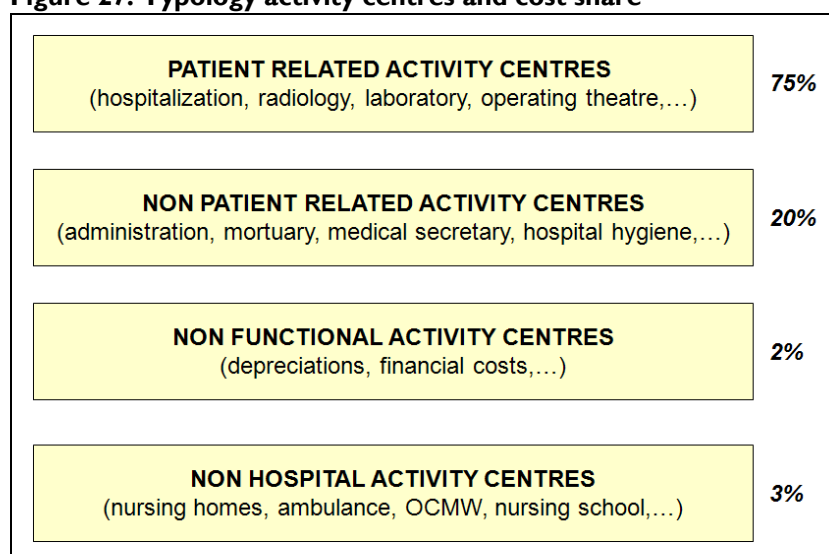 Figure 27: Typology activity centres and cost share
PATIENT RELATED ACTIVITY CENTRES
(hospitalization, radiology, laboratory, operating theatre,…)
75%
NON PATIENT RELATED ACTIVITY CENTRES
(administration, mortuary, medical secretary, hospital hygiene,…)
20%
NON FUNCTIONAL ACTIVITY CENTRES
(depreciations, financial costs,…)
2%
NON HOSPITAL ACTIVITY CENTRES
(nursing homes, ambulance, OCMW, nursing school,…)
3%